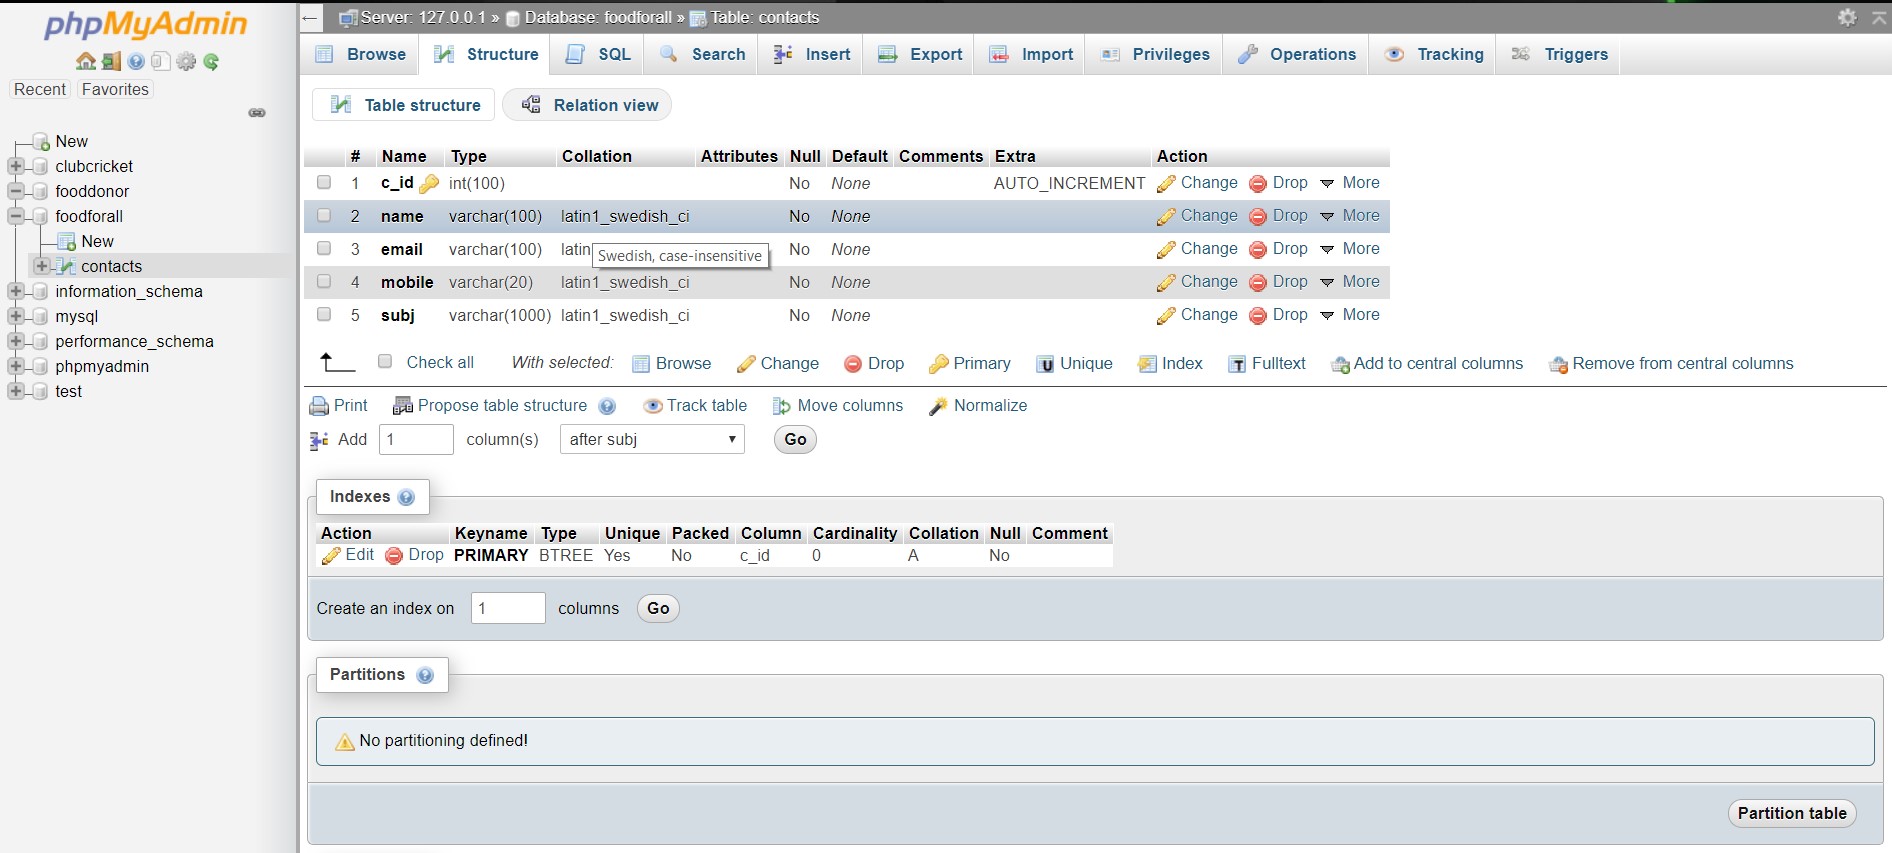 phpMyAdmin
Recent Favorites
New
clubcricket
fooddonor
foodforall
New
contacts
information_schema
mysql
performance_schema
phpmyadmin
test
Server: 127.0.0.1 » Database: foodforall » Table: contacts
Browse Structure SQL Search Insert Export Import Privileges Operations Tracking Triggers
Table structure Relation view
# Name Type Collation Attributes Null Default Comments Extra Action
1 c_id int(100) No None AUTO_INCREMENT Change Drop More
2 name varchar(100) latin1_swedish_ci No None Change Drop More
3 email varchar(100) latin No None Change Drop More
Swedish, case-insensitive
4 mobile varchar(20) latin1_swedish_ci No None Change Drop More
5 subj varchar(1000) latin1_swedish_ci No None Change Drop More
Check all With selected: Browse Change Drop Primary Unique Index Fulltext Add to central columns Remove from central columns
Print Propose table structure Track table Move columns Normalize
Add 1 column(s) after subj Go
Indexes
Action Keyname Type Unique Packed Column Cardinality Collation Null Comment
Edit Drop PRIMARY BTREE Yes No c_id 0 A No
Create an index on 1 columns Go
Partitions
No partitioning defined!
Partition table